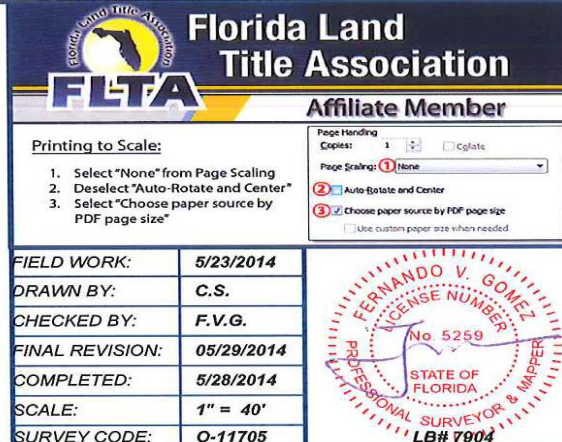 Florida Land Title Association
FLTA
Florida Land
Title Association
Affiliate Member
Printing to Scale:
1. Select "None" from Page Scaling
2. Deselect "Auto-Rotate and Center"
3. Select "Choose paper source by
PDF page size"
Page Handling
Copies: 1 Collate
Page Scaling: 1 None
2 Auto-Rotate and Center
3 Choose paper source by PDF page size
Use custom paper size when needed
FIELD WORK: 5/23/2014
DRAWN BY: C.S.
CHECKED BY: F.V.G.
FINAL REVISION: 05/29/2014
COMPLETED: 5/28/2014
SCALE: 1" = 40'
SURVEY CODE: O-11705
FERNANDO V. GOMEZ
LICENSE NUMBER
No. 5259
STATE OF
FLORIDA
PROFESSIONAL SURVEYOR & MAPPER
LB# 7904